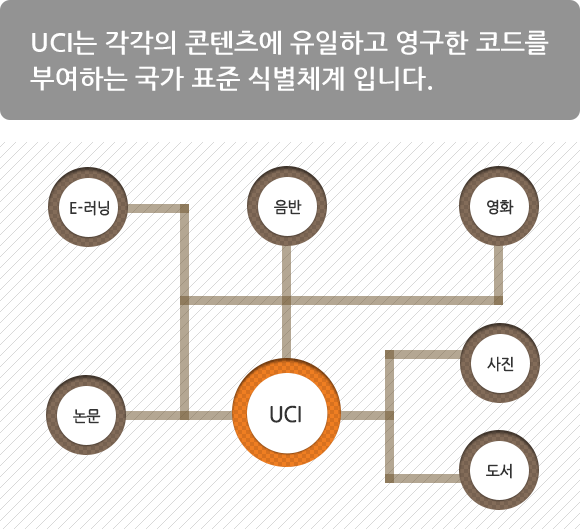 UCI는 각각의 콘텐츠에 유일하고 영구한 코드를
부여하는 국가 표준 식별체계 입니다.
E-러닝
음반
영화
사진
논문
UCI
도서